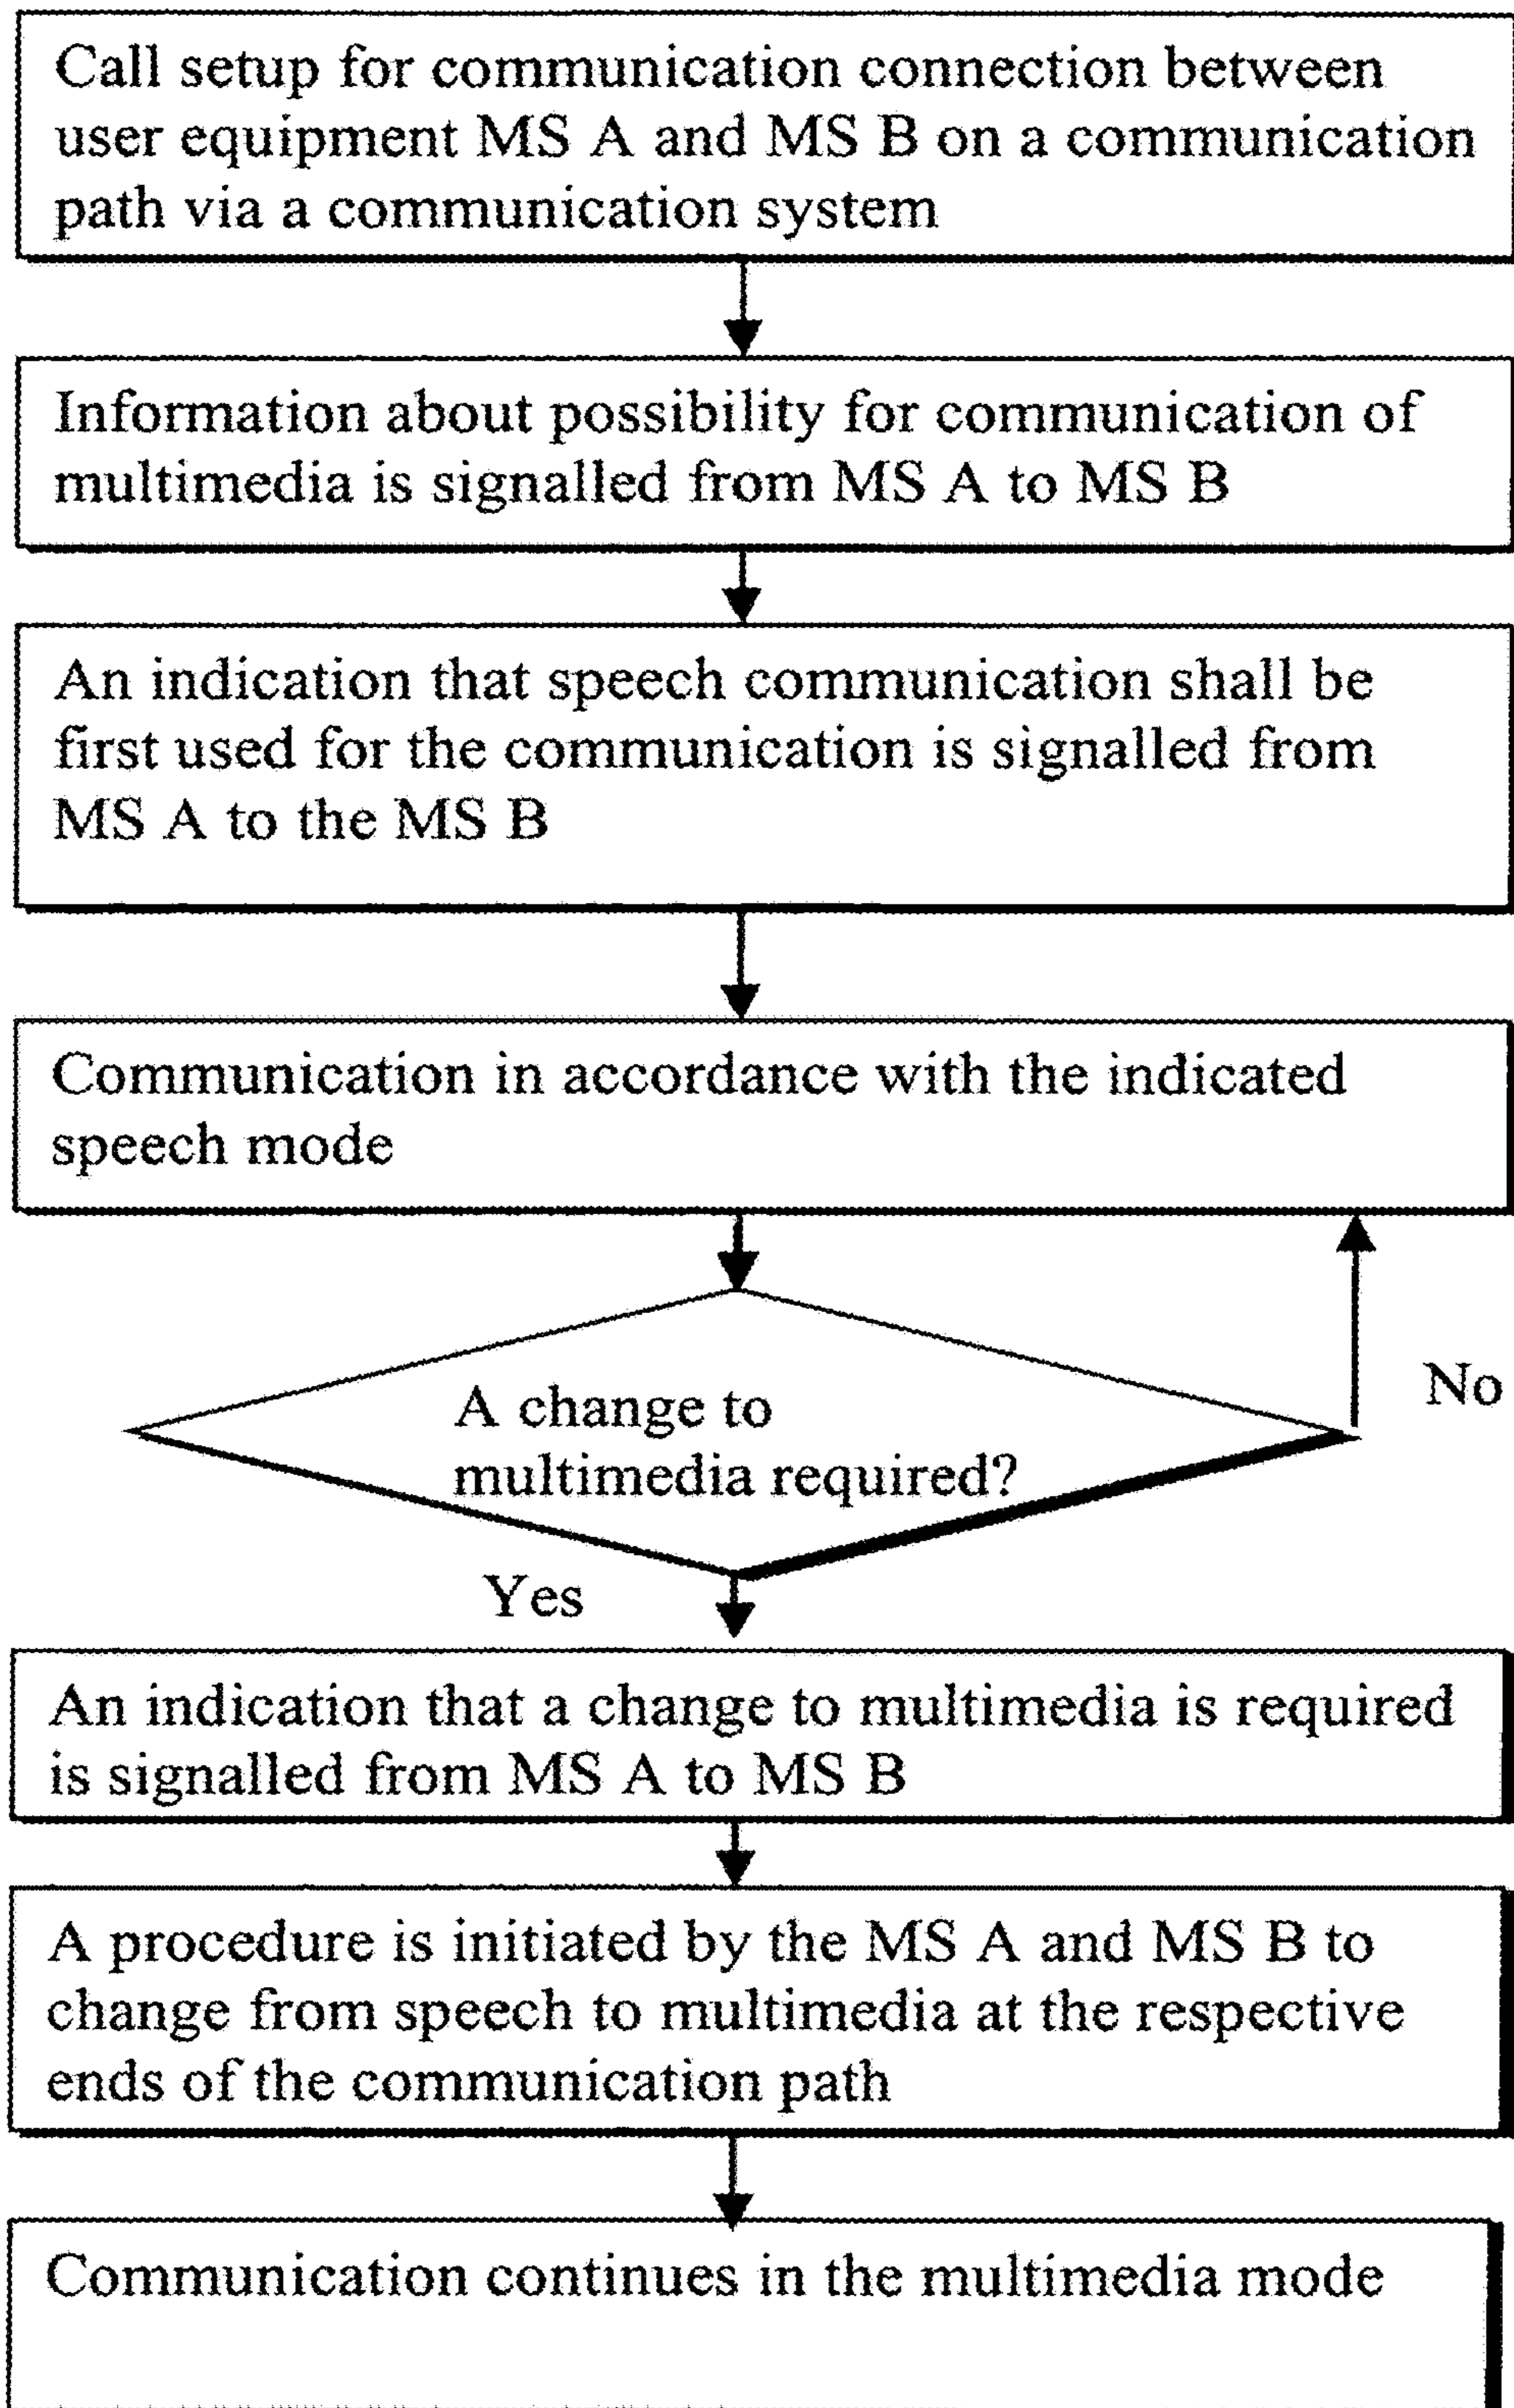 Call setup for communication connection between
user equipment MS A and MS B on a communication
path via a communication system
Information about possibility for communication of
multimedia is signalled from MS A to MS B
An indication that speech communication shall be
first used for the communication is signalled from
MS A to the MS B
Communication in accordance with the indicated
speech mode
No
A change to
multimedia required?
Yes
An indication that a change to multimedia is required
is signalled from MS A to MS B
A procedure is initiated by the MS A and MS B to
change from speech to multimedia at the respective
ends of the communication path
Communication continues in the multimedia mode